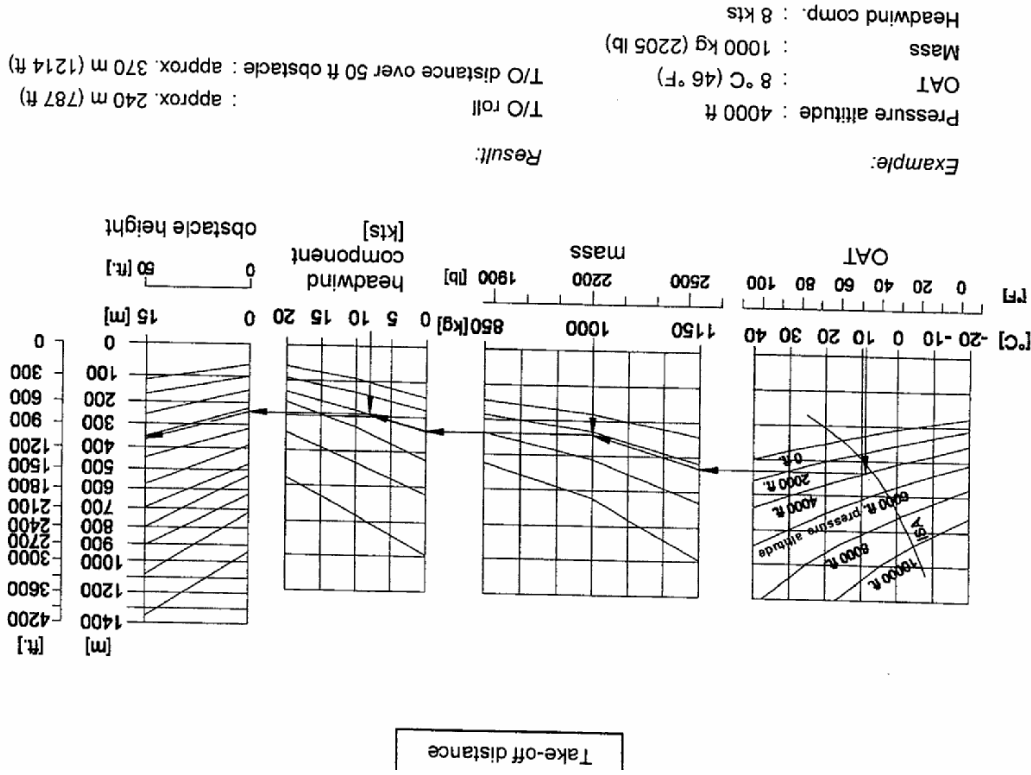 Take-off distance
[m] [ft.]
1400 4200
1200 3600
1000 3000
900 2700
800 2400
700 2100
600 1800
500 1500
400 1200
300 900
200 600
100 300
0 0
10000 ft.
8000 ft.
6000 ft. pressure altitude
4000 ft.
2000 ft.
0 ft.
ISA
[°C] -20 -10 0 10 20 30 40
1150 1000 850[kg]
0 5 10 15 20
0 15 [m]
[°F] 0 20 40 60 80 100
2500 2200 1900 [lb]
0 50 [ft.]
OAT
mass
headwind
component
[kts]
obstacle height
Example:
Pressure altitude : 4000 ft
OAT : 8 °C (46 °F)
Mass : 1000 kg (2205 lb)
Headwind comp. : 8 kts
Result:
T/O roll : approx. 240 m (787 ft)
T/O distance over 50 ft obstacle : approx. 370 m (1214 ft)